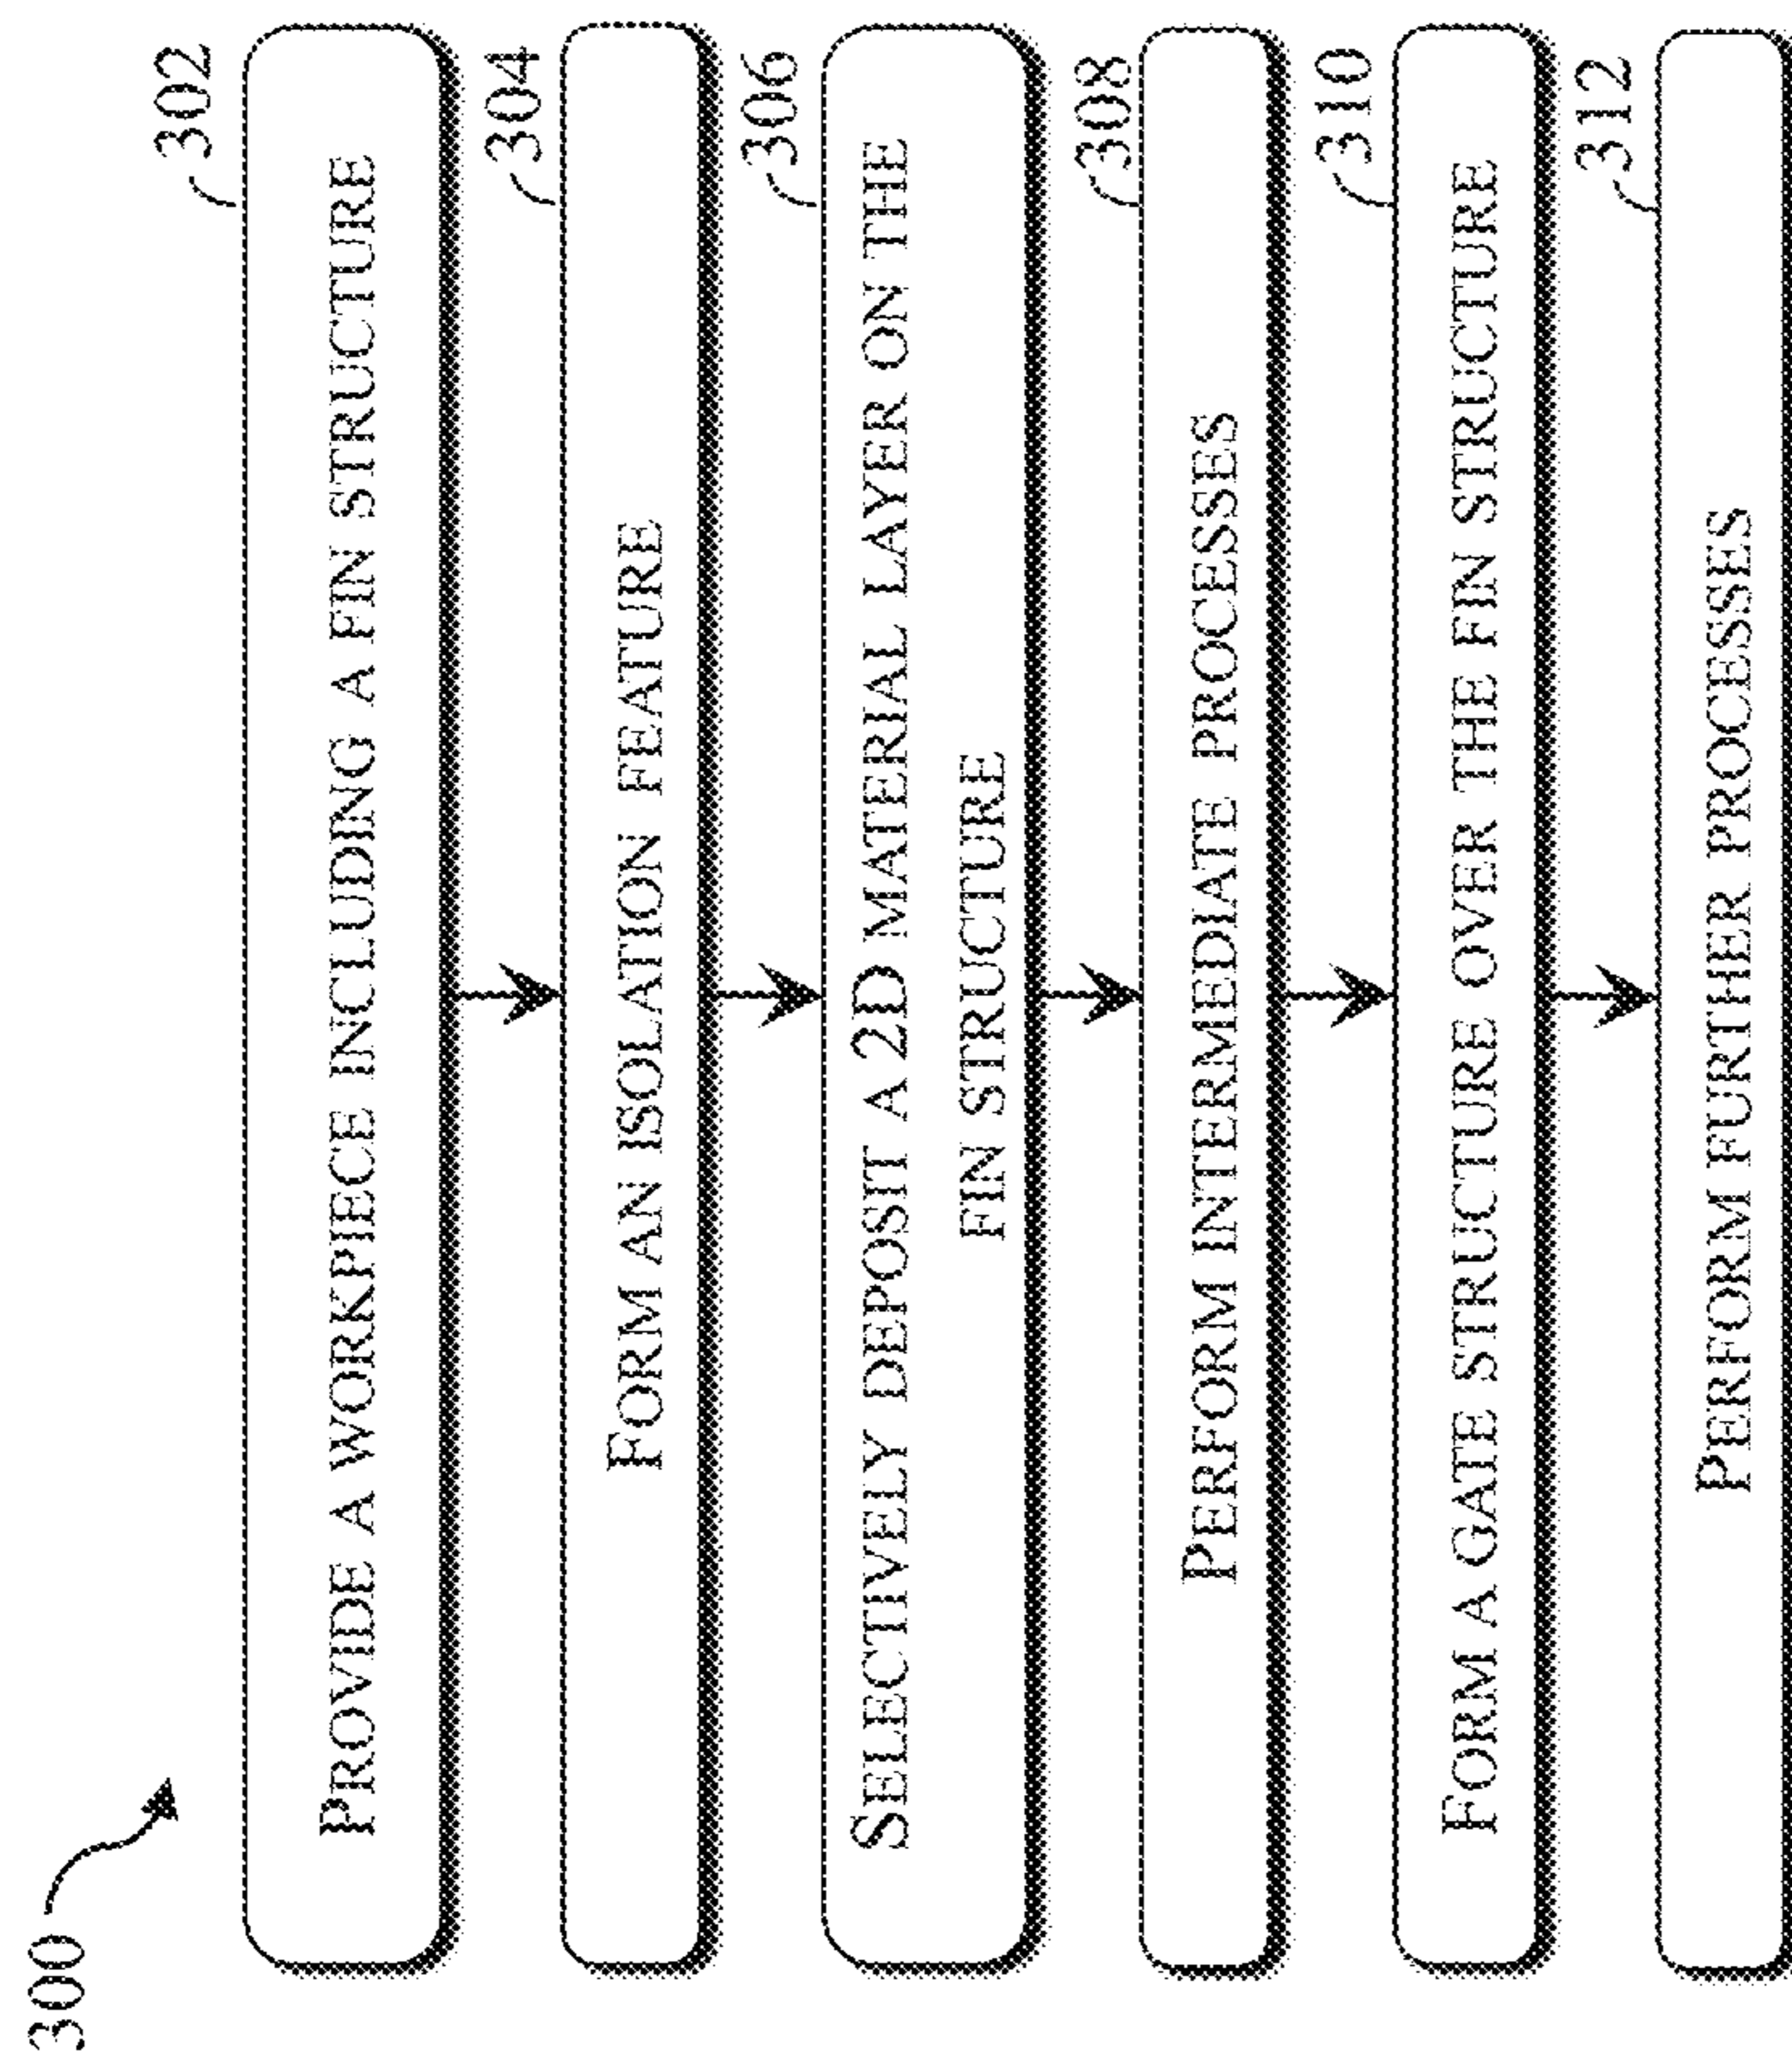 300
302
PROVIDE A WORKPIECE INCLUDING A FIN STRUCTURE
304
FORM AN ISOLATION FEATURE
306
SELECTIVELY DEPOSIT A 2D MATERIAL LAYER ON THE
FIN STRUCTURE
308
PERFORM INTERMEDIATE PROCESSES
310
FORM A GATE STRUCTURE OVER THE FIN STRUCTURE
312
PERFORM FURTHER PROCESSES